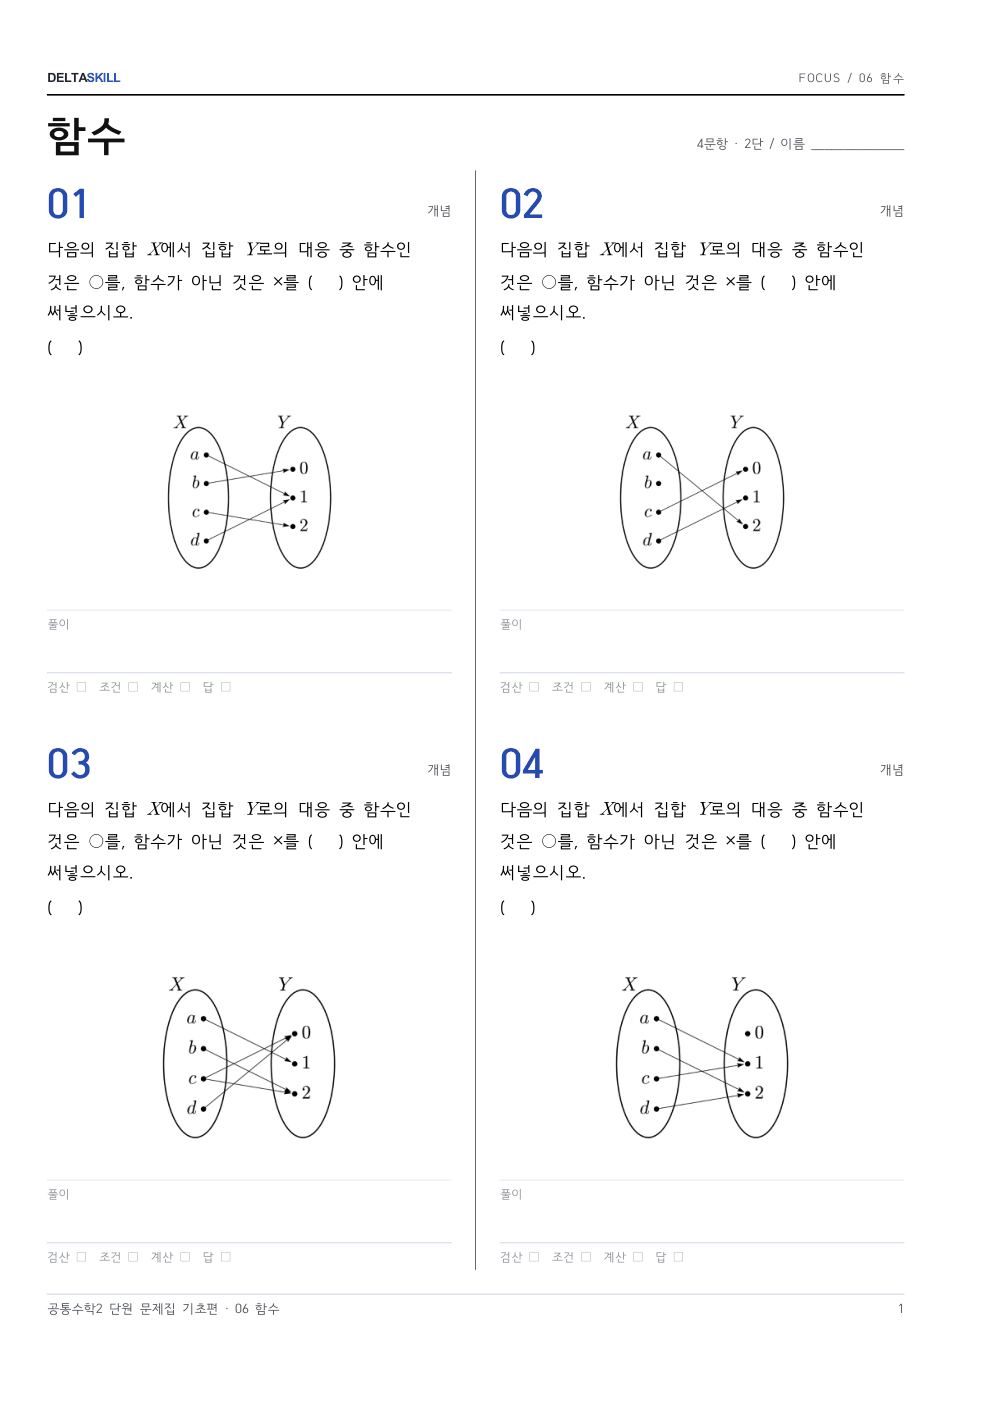 DELTASKILL
FOCUS / 06 함수
함수
4문항 · 2단 / 이름 ______________
01
개념
다음의 집합 X에서 집합 Y로의 대응 중 함수인
것은 ○를, 함수가 아닌 것은 ×를 (  ) 안에
써넣으시오.
(  )
X Y
a
b
c
d
0
1
2
풀이
검산 □ 조건 □ 계산 □ 답 □
02
개념
다음의 집합 X에서 집합 Y로의 대응 중 함수인
것은 ○를, 함수가 아닌 것은 ×를 (  ) 안에
써넣으시오.
(  )
X Y
a
b
c
d
0
1
2
풀이
검산 □ 조건 □ 계산 □ 답 □
03
개념
다음의 집합 X에서 집합 Y로의 대응 중 함수인
것은 ○를, 함수가 아닌 것은 ×를 (  ) 안에
써넣으시오.
(  )
X Y
a
b
c
d
0
1
2
풀이
검산 □ 조건 □ 계산 □ 답 □
04
개념
다음의 집합 X에서 집합 Y로의 대응 중 함수인
것은 ○를, 함수가 아닌 것은 ×를 (  ) 안에
써넣으시오.
(  )
X Y
a
b
c
d
0
1
2
풀이
검산 □ 조건 □ 계산 □ 답 □
공통수학2 단원 문제집 기초편 · 06 함수
1